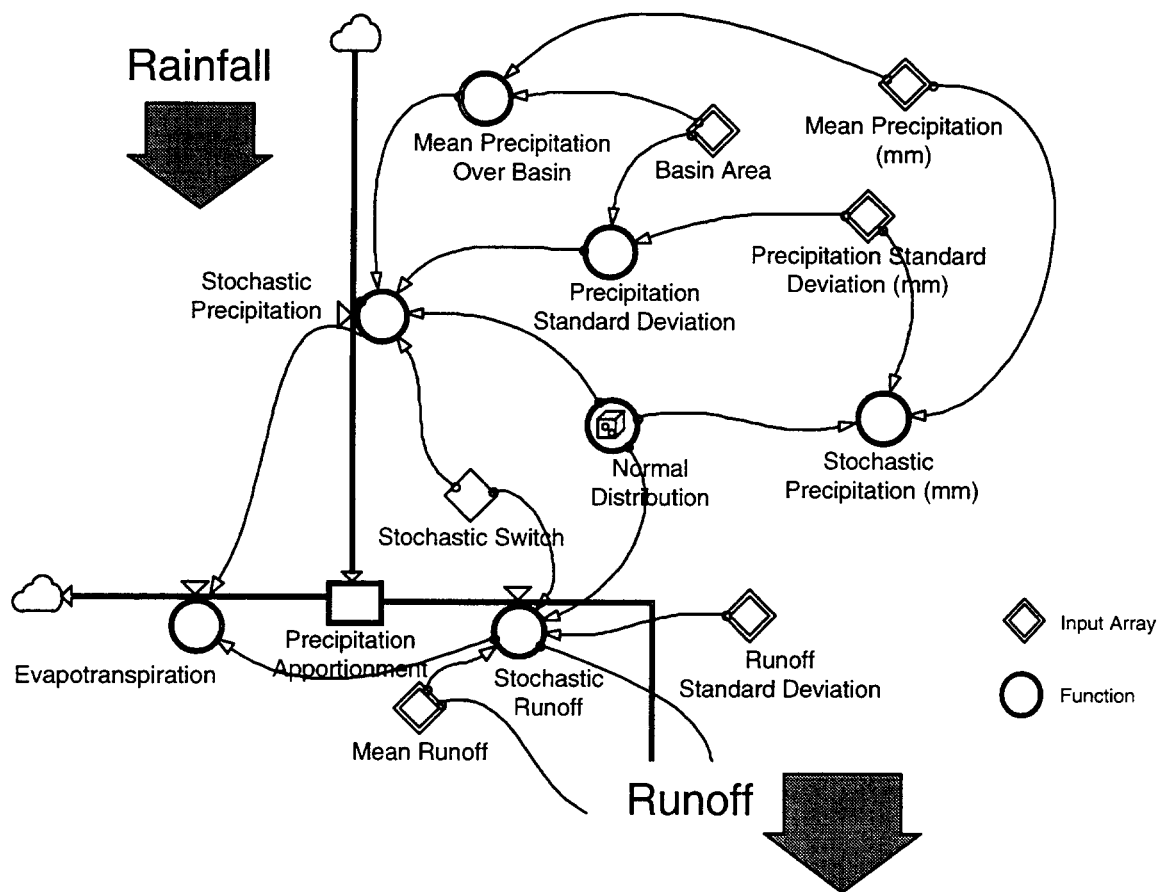 Rainfall
Mean Precipitation
Over Basin
Basin Area
Mean Precipitation
(mm)
Stochastic
Precipitation
Precipitation
Standard Deviation
Precipitation Standard
Deviation (mm)
Normal
Distribution
Stochastic
Precipitation (mm)
Stochastic Switch
Evapotranspiration
Precipitation
Apportionment
Stochastic
Runoff
Runoff
Standard Deviation
Mean Runoff
Input Array
Function
Runoff